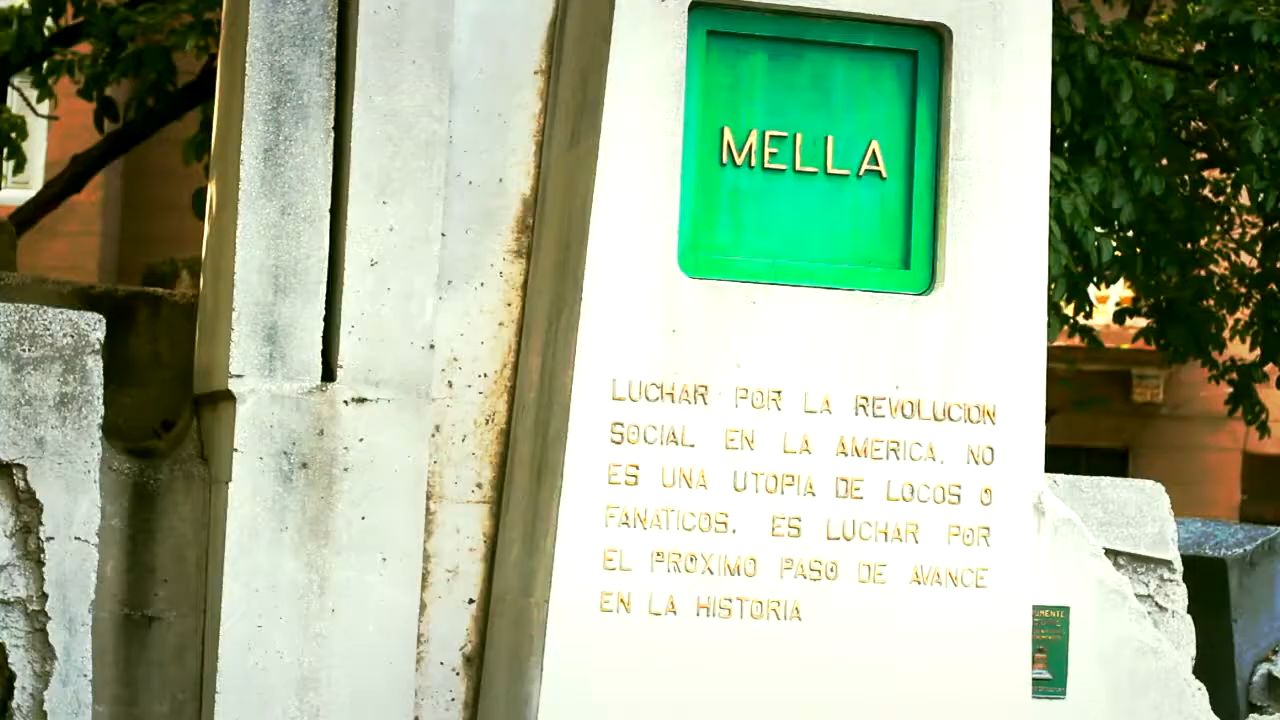 MELLA
LUCHAR POR LA REVOLUCION
SOCIAL EN LA AMERICA, NO
ES UNA UTOPIA DE LOCOS O
FANATICOS. ES LUCHAR POR
EL PROXIMO PASO DE AVANCE
EN LA HISTORIA